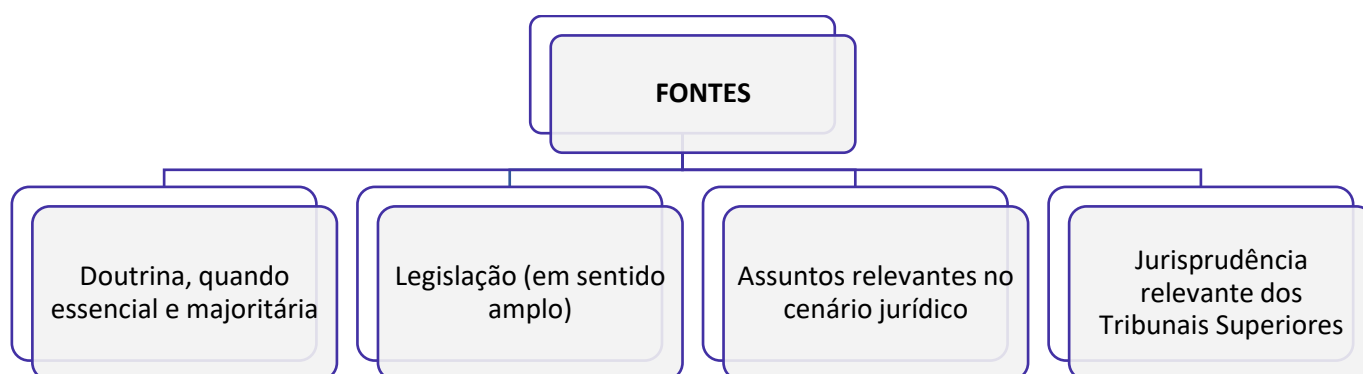 FONTES
Doutrina, quando
essencial e majoritária
Legislação (em sentido
amplo)
Assuntos relevantes no
cenário jurídico
Jurisprudência
relevante dos
Tribunais Superiores